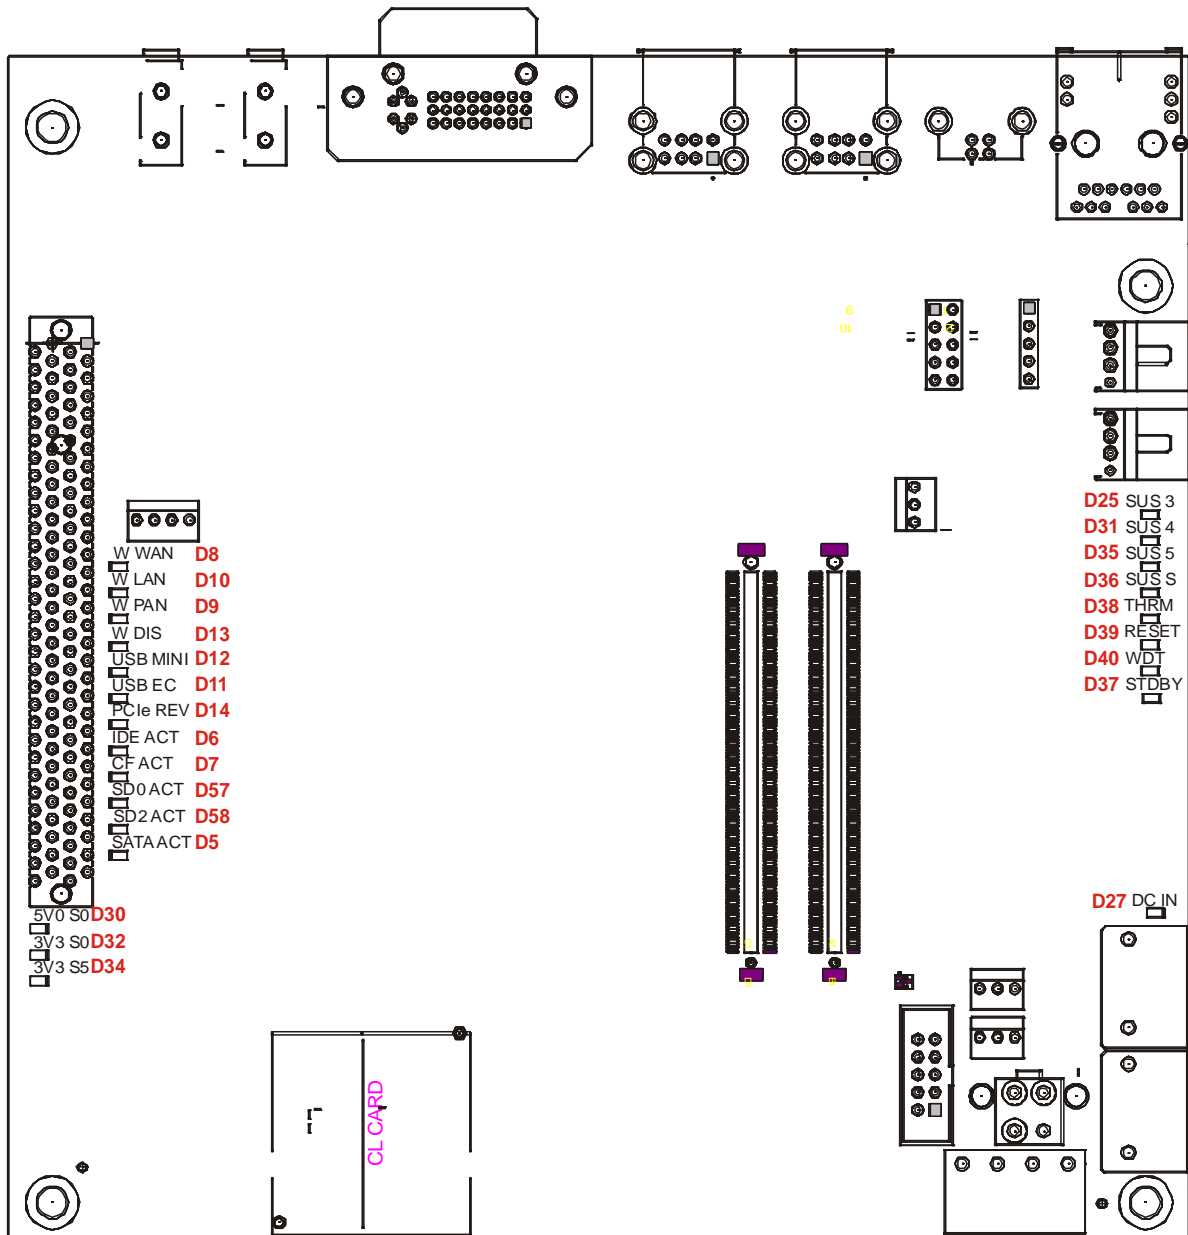 D25 SUS 3
D31 SUS 4
D35 SUS 5
D36 SUS S
D38 THRM
D39 RESET
D40 WDT
D37 STDBY
W WAN D8
W LAN D10
W PAN D9
W DIS D13
USB MINI D12
USB EC D11
PCIe REV D14
IDE ACT D6
CF ACT D7
SD0 ACT D57
SD2 ACT D58
SATA ACT D5
5V0 S0 D30
3V3 S0 D32
3V3 S5 D34
D27 DC IN
CL CARD